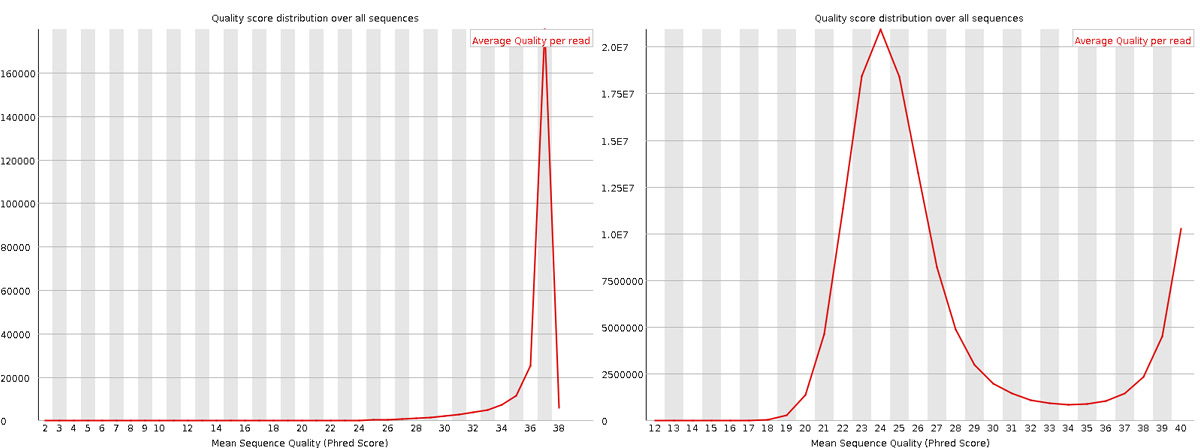 Quality score distribution over all sequences
Average Quality per read
160000
140000
120000
100000
80000
60000
40000
20000
0
2 3 4 5 6 7 8 9 10 12 14 16 18 20 22 24 26 28 30 32 34 36 38
Mean Sequence Quality (Phred Score)
Quality score distribution over all sequences
Average Quality per read
2.0E7
1.75E7
1.5E7
1.25E7
1.0E7
7500000
5000000
2500000
0
12 13 14 15 16 17 18 19 20 21 22 23 24 25 26 27 28 29 30 31 32 33 34 35 36 37 38 39 40
Mean Sequence Quality (Phred Score)